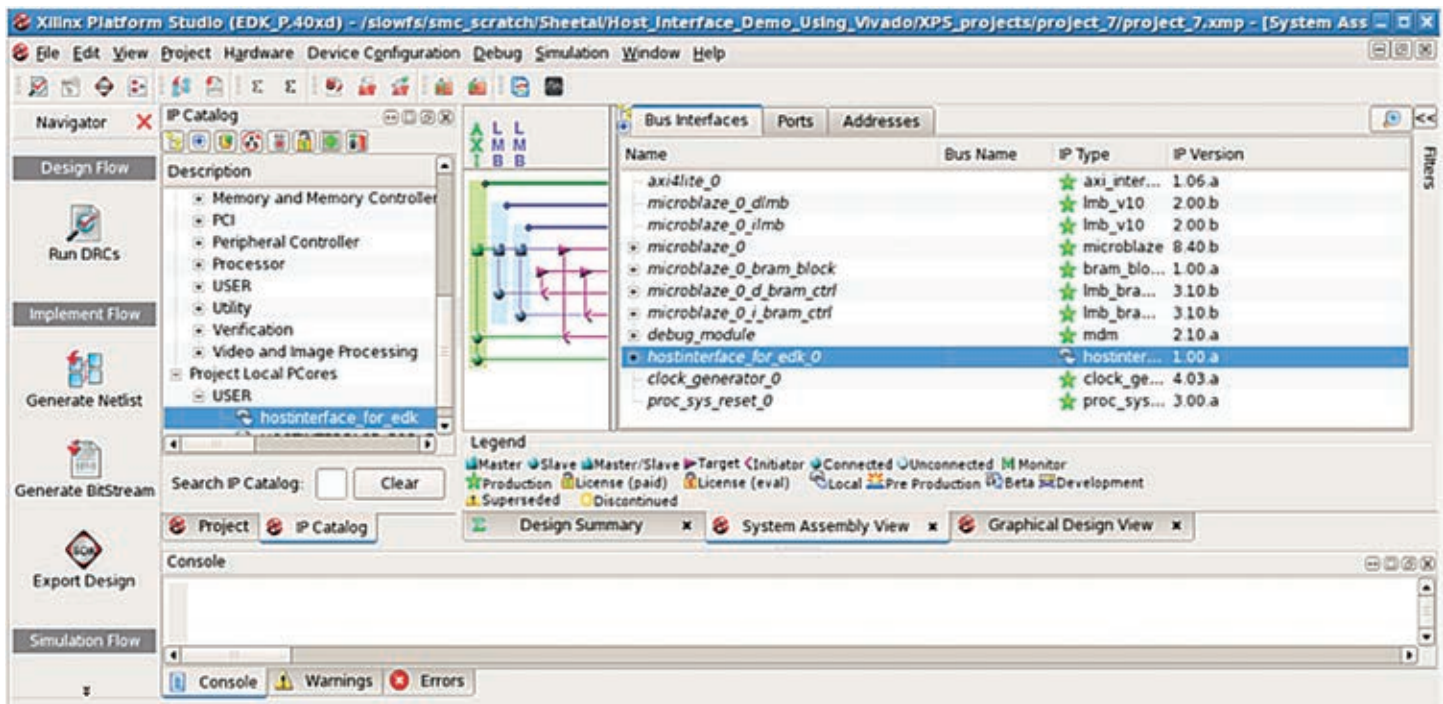 Xilinx Platform Studio (EDK_P.40xd) - /slowfs/smc_scratch/Sheetal/Host_Interface_Demo_Using_Vivado/XPS_projects/project_7/project_7.xmp - [System Ass
File Edit View Project Hardware Device Configuration Debug Simulation Window Help
Navigator
Design Flow
Run DRCs
Implement Flow
Generate Netlist
Generate BitStream
SDK
Export Design
Simulation Flow
IP Catalog
Description
Memory and Memory Controller
PCI
Peripheral Controller
Processor
USER
Utility
Verification
Video and Image Processing
Project Local PCores
USER
hostinterface_for_edk
Search IP Catalog: Clear
Project IP Catalog
AXI LMB LMB
Bus Interfaces Ports Addresses
Filters
Name Bus Name IP Type IP Version
axi4lite_0 axi_inter... 1.06.a
microblaze_0_dlmb lmb_v10 2.00.b
microblaze_0_ilmb lmb_v10 2.00.b
microblaze_0 microblaze 8.40.b
microblaze_0_bram_block bram_blo... 1.00.a
microblaze_0_d_bram_ctrl lmb_bra... 3.10.b
microblaze_0_i_bram_ctrl lmb_bra... 3.10.b
debug_module mdm 2.10.a
hostinterface_for_edk_0 hostinter... 1.00.a
clock_generator_0 clock_ge... 4.03.a
proc_sys_reset_0 proc_sys... 3.00.a
Legend
Master Slave Master/Slave Target Initiator Connected Unconnected M Monitor
Production License (paid) License (eval) Local Pre Production Beta Development
Superseded Discontinued
Design Summary System Assembly View Graphical Design View
Console
Console Warnings Errors